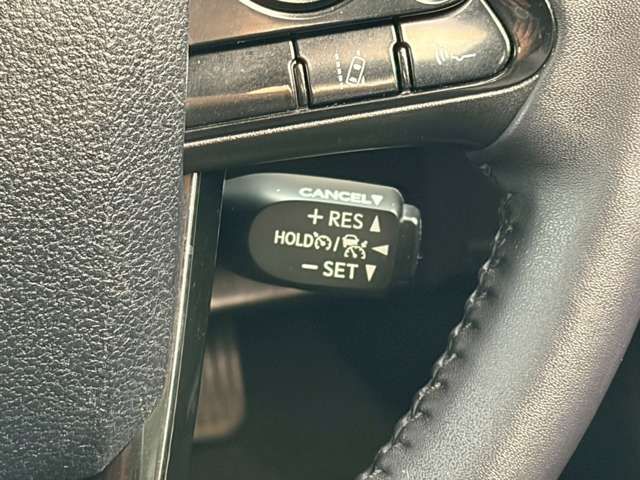 CANCEL▼
+ RES ▲
HOLD / ◀
− SET ▼